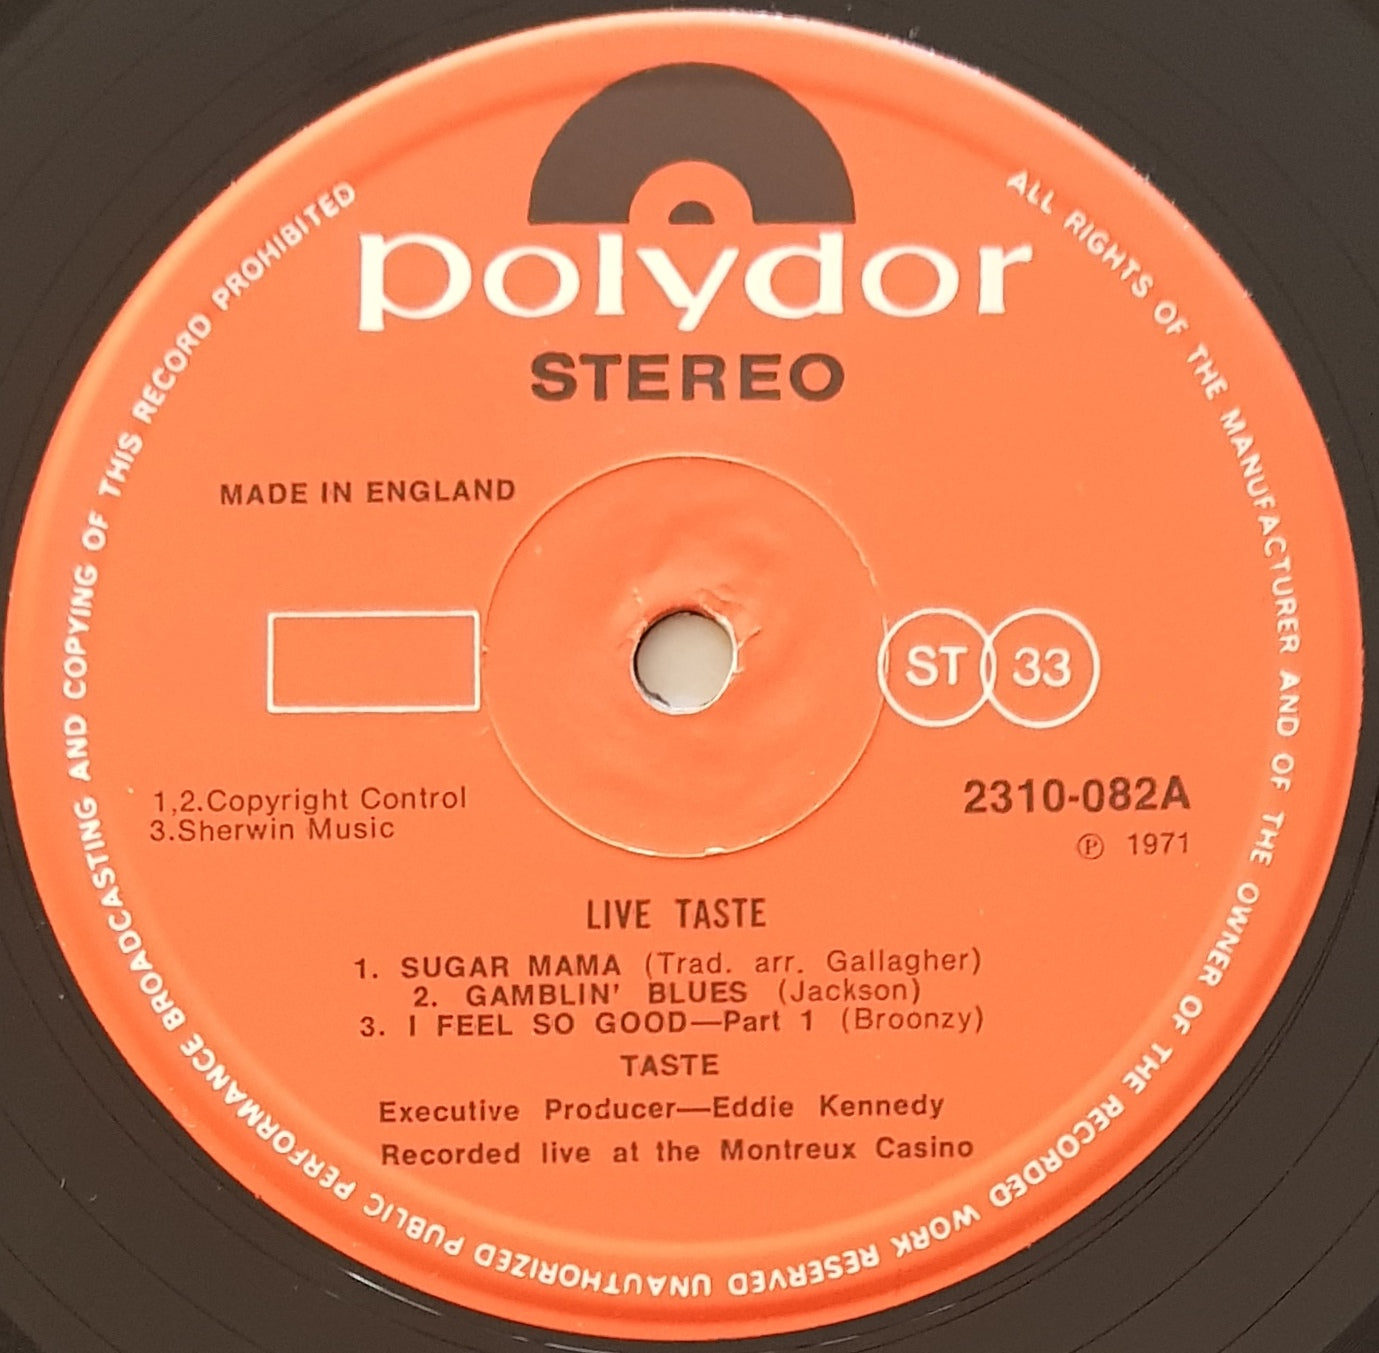 polydor
STEREO
MADE IN ENGLAND
ST 33
1,2.Copyright Control
3.Sherwin Music
2310-082A
Ⓟ 1971
LIVE TASTE
1. SUGAR MAMA (Trad. arr. Gallagher)
2. GAMBLIN' BLUES (Jackson)
3. I FEEL SO GOOD—Part 1 (Broonzy)
TASTE
Executive Producer—Eddie Kennedy
Recorded live at the Montreux Casino
ALL RIGHTS OF THE MANUFACTURER AND OF THE OWNER OF THE RECORDED WORK RESERVED UNAUTHORIZED PUBLIC PERFORMANCE BROADCASTING AND COPYING OF THIS RECORD PROHIBITED